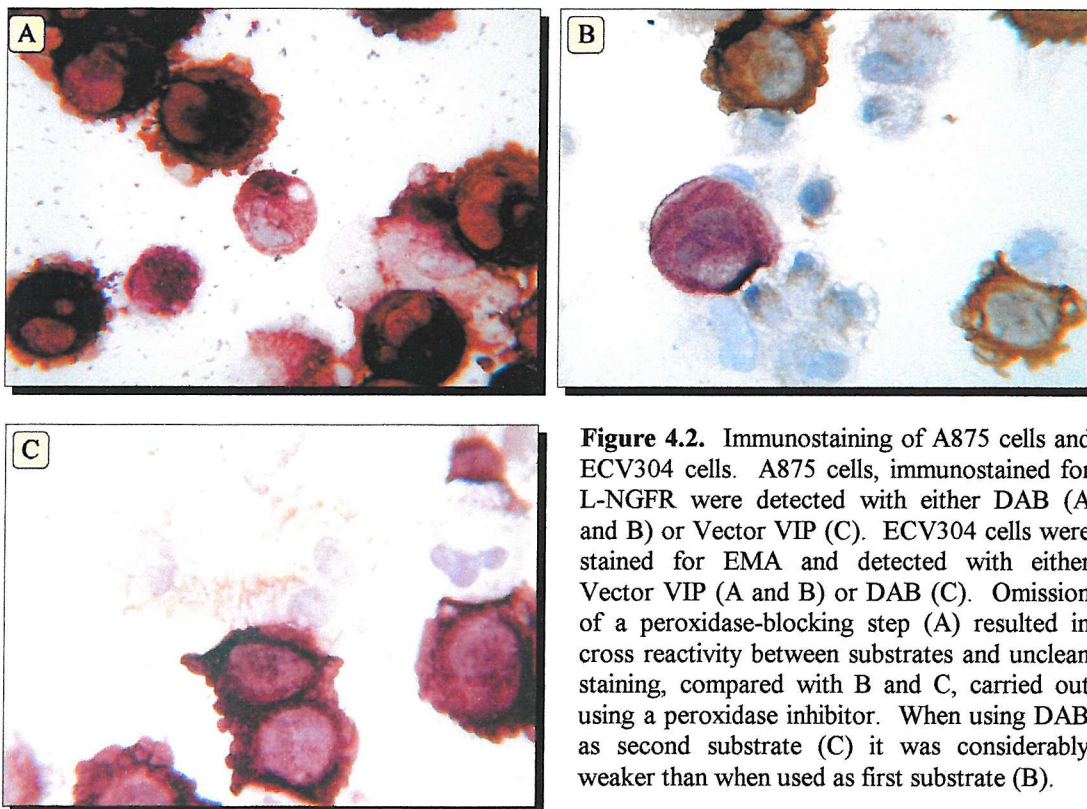 A
B
C
Figure 4.2. Immunostaining of A875 cells and
ECV304 cells. A875 cells, immunostained for
L-NGFR were detected with either DAB (A
and B) or Vector VIP (C). ECV304 cells were
stained for EMA and detected with either
Vector VIP (A and B) or DAB (C). Omission
of a peroxidase-blocking step (A) resulted in
cross reactivity between substrates and unclean
staining, compared with B and C, carried out
using a peroxidase inhibitor. When using DAB
as second substrate (C) it was considerably
weaker than when used as first substrate (B).